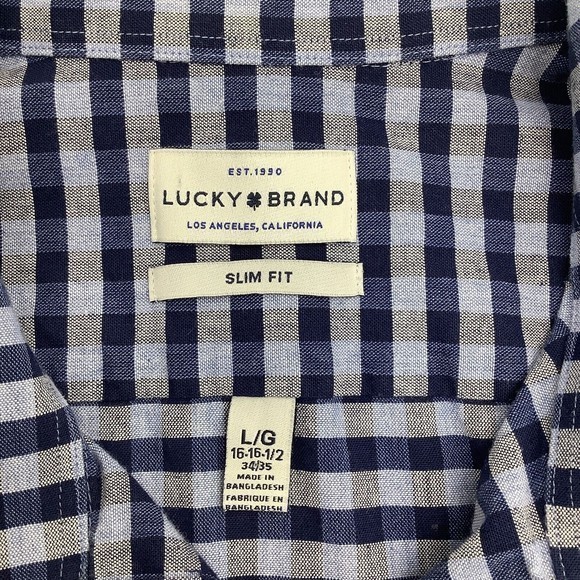 EST. 1990
LUCKY BRAND
LOS ANGELES, CALIFORNIA
SLIM FIT
L/G
16-16-1/2
34/35
MADE IN
BANGLADESH
FABRIQUE EN
BANGLADESH